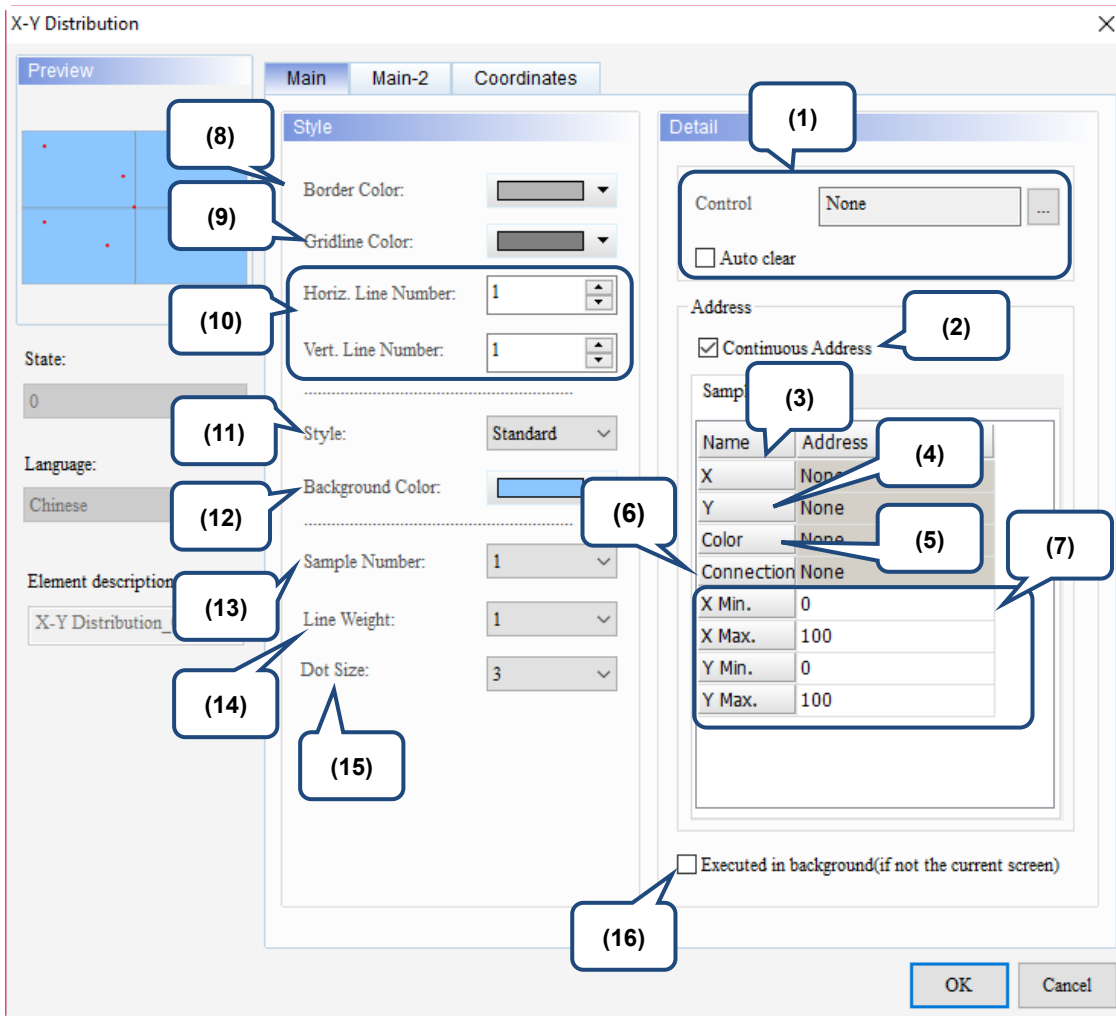 X-Y Distribution
Preview
State:
0
Language:
Chinese
Element description
X-Y Distribution_
Main
Main-2
Coordinates
Style
(8)
Border Color:
(9)
Gridline Color:
Horiz. Line Number:
1
(10)
Vert. Line Number:
1
(11)
Style:
Standard
Background Color:
(12)
Sample Number:
1
(13)
Line Weight:
1
(14)
Dot Size:
3
(15)
Detail
(1)
Control
None
...
Auto clear
Address
(2)
Continuous Address
(3)
Name
Address
(4)
X
Y
None
(5)
Color
None
(6)
Connection
None
(7)
X Min.
0
X Max.
100
Y Min.
0
Y Max.
100
Executed in background(if not the current screen)
(16)
OK
Cancel